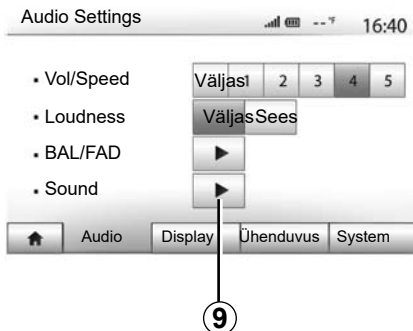 Audio Settings -- °F 16:40
• Vol/Speed Väljas 1 2 3 4 5
• Loudness Väljas Sees
• BAL/FAD
• Sound
Audio Display Ühenduvus System
9